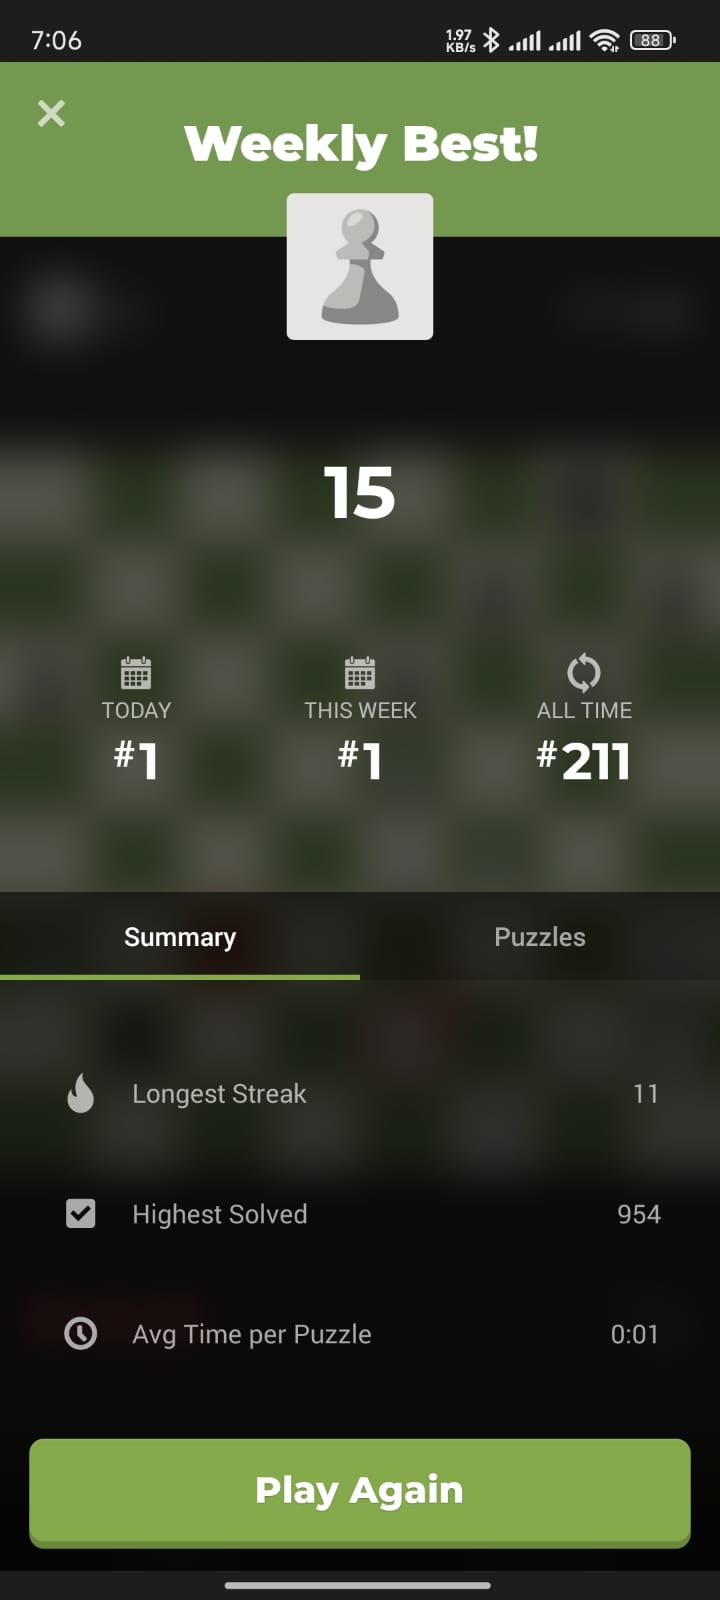 7:06
1.97
KB/s
88
Weekly Best!
15
TODAY
#1
THIS WEEK
#1
ALL TIME
#211
Summary
Puzzles
Longest Streak 11
Highest Solved 954
Avg Time per Puzzle 0:01
Play Again